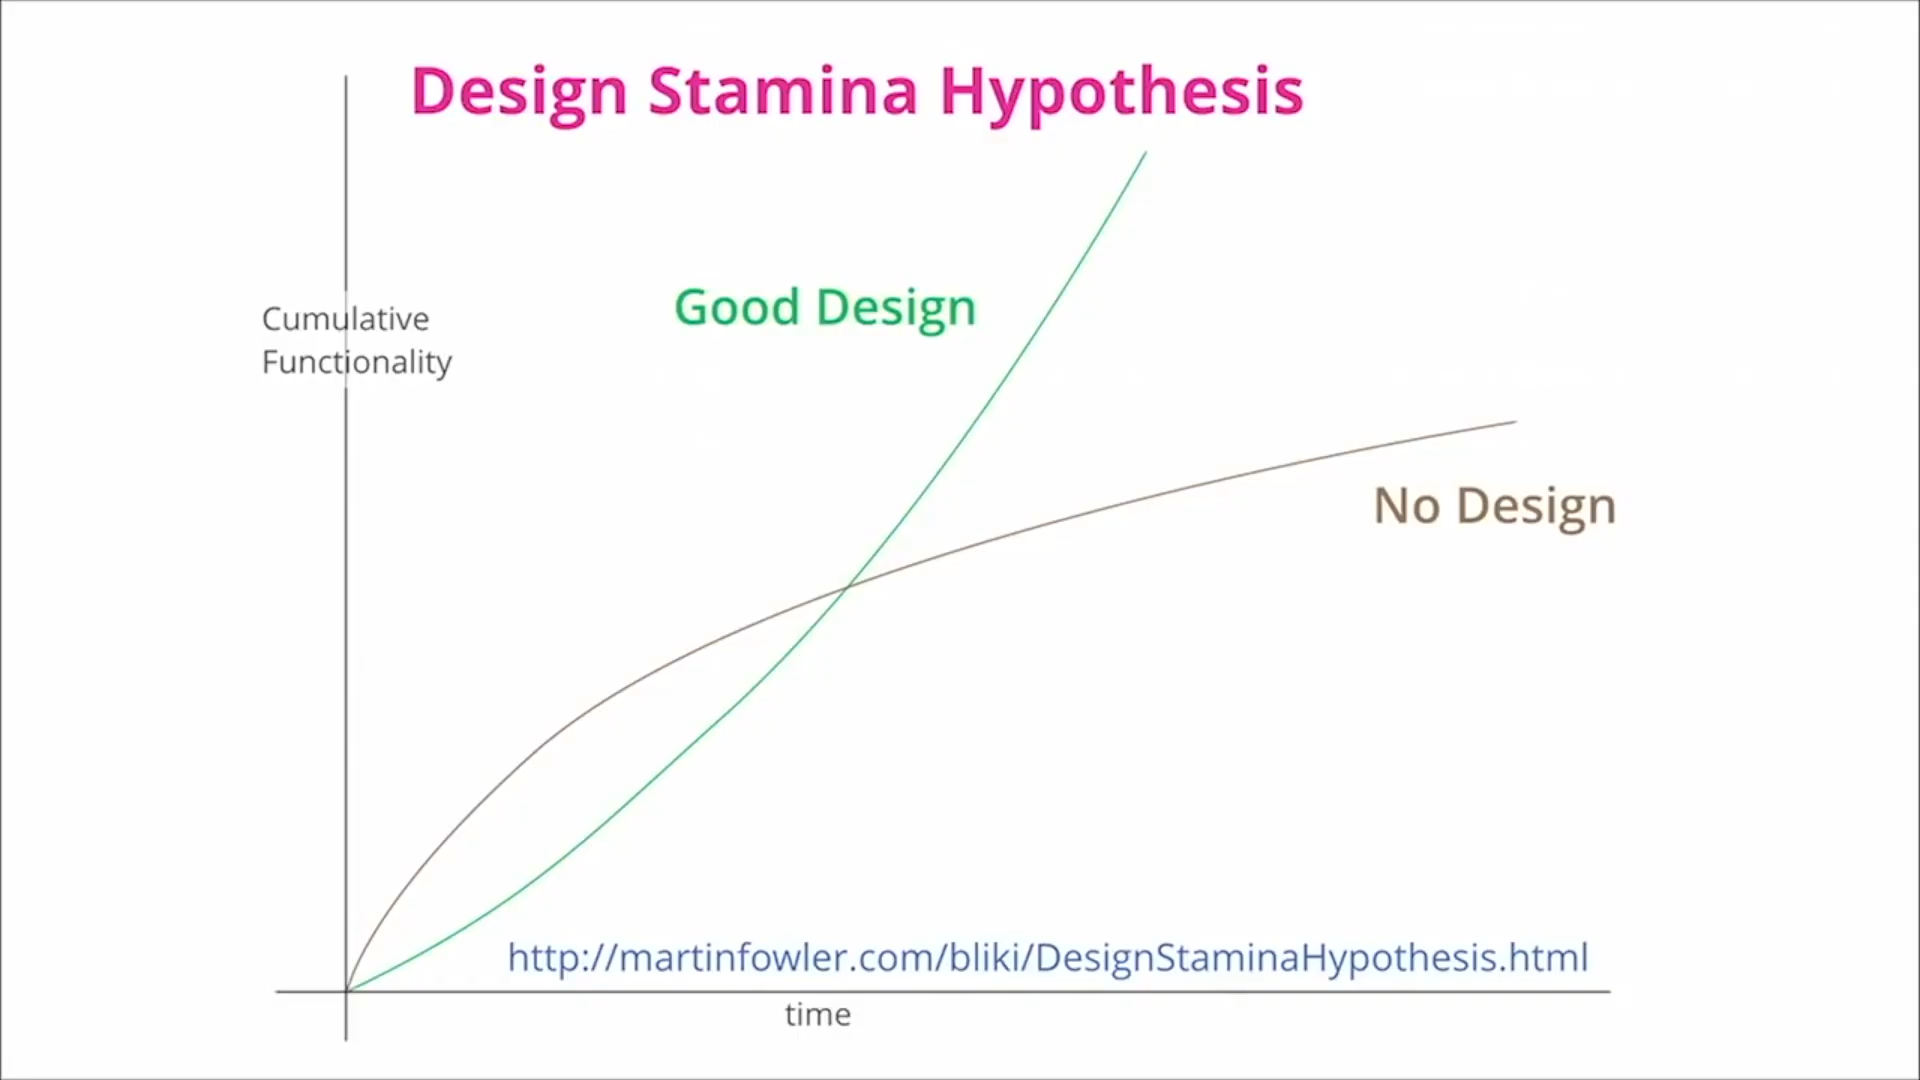 Design Stamina Hypothesis
Cumulative
Functionality
Good Design
No Design
http://martinfowler.com/bliki/DesignStaminaHypothesis.html
time